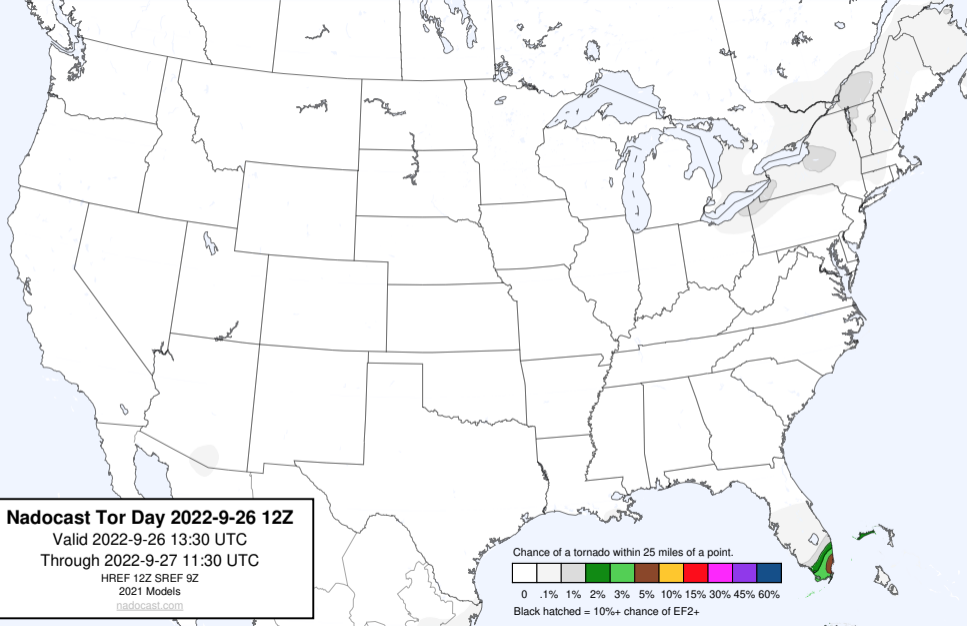 Nadocast Tor Day 2022-9-26 12Z
Valid 2022-9-26 13:30 UTC
Through 2022-9-27 11:30 UTC
HREF 12Z SREF 9Z
2021 Models
nadocast.com
Chance of a tornado within 25 miles of a point.
0 .1% 1% 2% 3% 5% 10% 15% 30% 45% 60%
Black hatched = 10%+ chance of EF2+